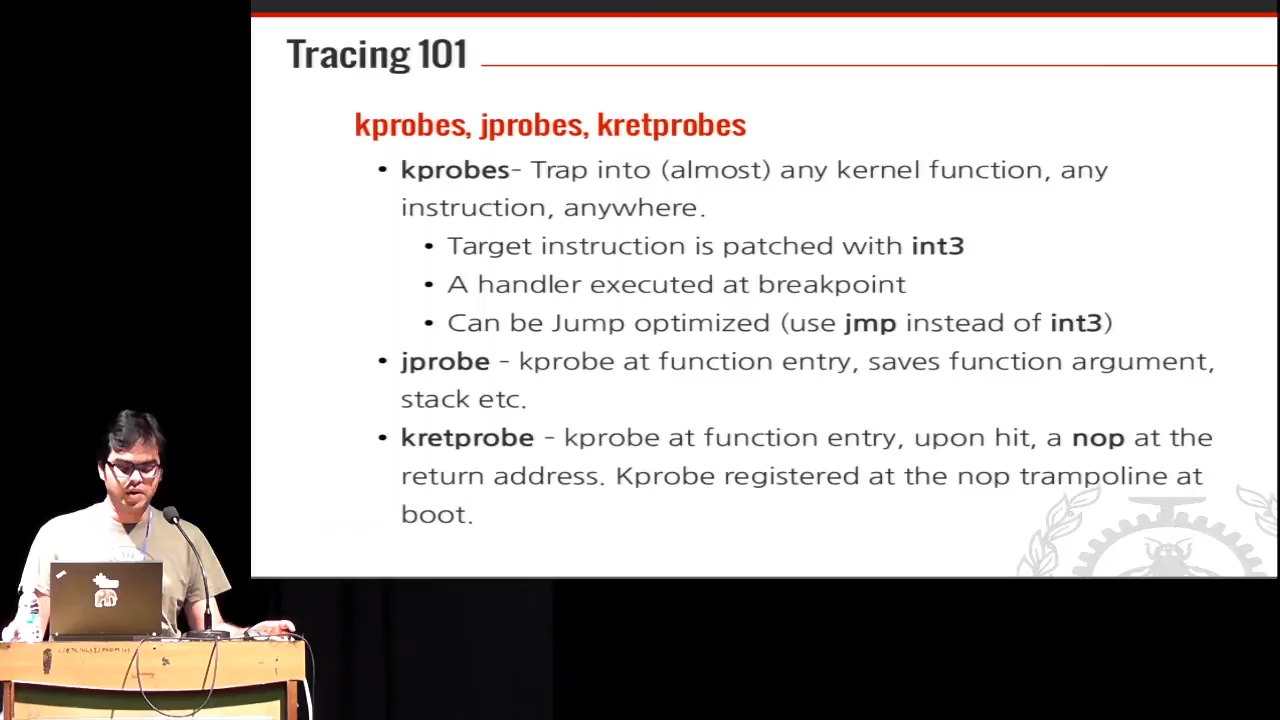 Tracing 101
kprobes, jprobes, kretprobes
• kprobes- Trap into (almost) any kernel function, any
instruction, anywhere.
• Target instruction is patched with int3
• A handler executed at breakpoint
• Can be Jump optimized (use jmp instead of int3)
• jprobe - kprobe at function entry, saves function argument,
stack etc.
• kretprobe - kprobe at function entry, upon hit, a nop at the
return address. Kprobe registered at the nop trampoline at
boot.